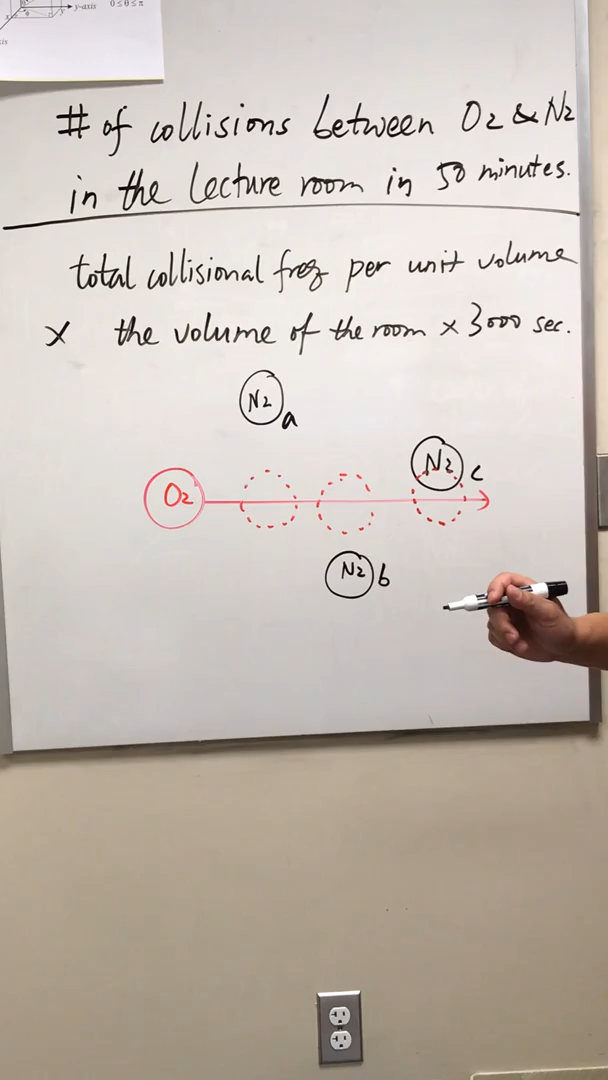 y-axis 0≤θ≤π
# of collisions between O2 & N2
in the lecture room in 50 minutes.
total collisional freq per unit volume
x the volume of the room x 3000 sec.
N2 a
N2 c
O2
N2 b